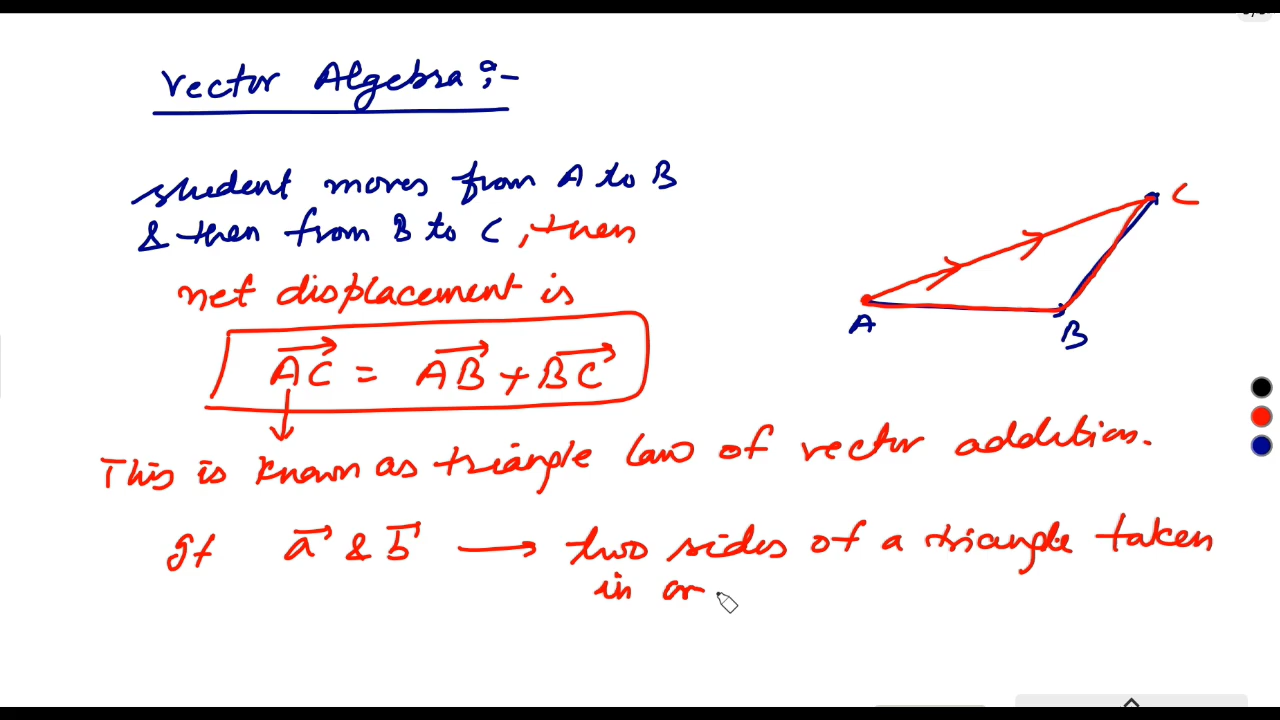 Vector Algebra :-
student moves from A to B
& then from B to C, then
net displacement is
AC⃗ = AB⃗ + BC⃗
This is known as triangle law of vector addition.
If a⃗ & b⃗ → two sides of a triangle taken
in or
A
B
C